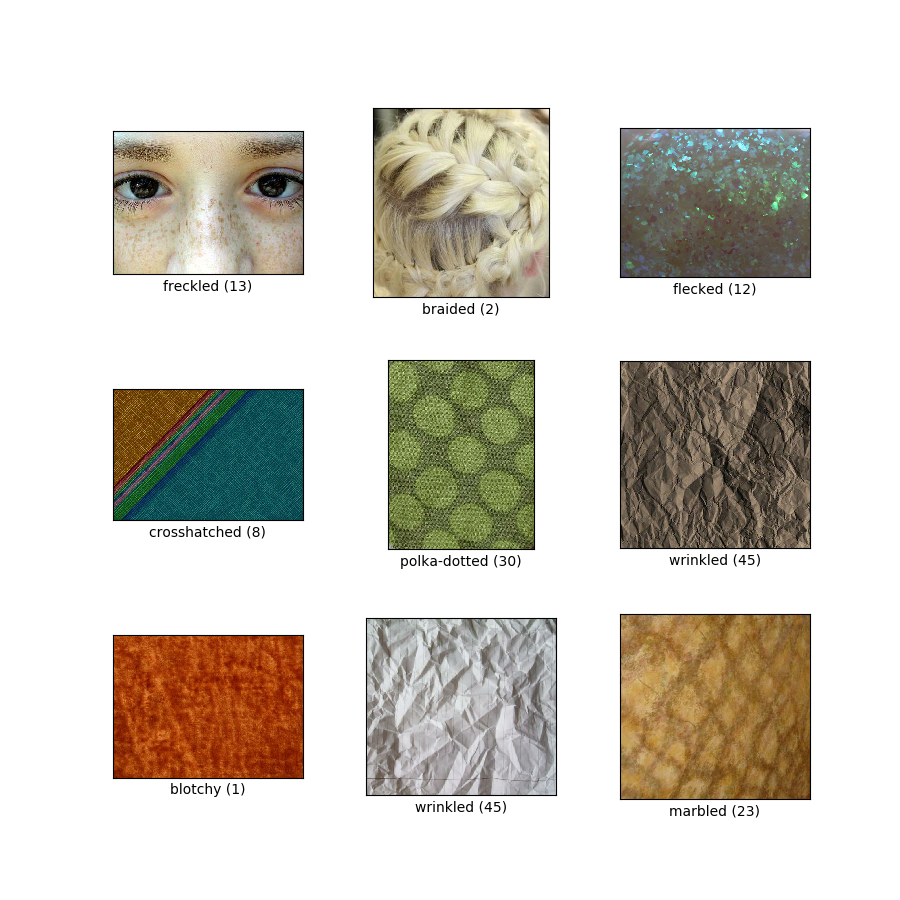 freckled (13)
braided (2)
flecked (12)
crosshatched (8)
polka-dotted (30)
wrinkled (45)
blotchy (1)
wrinkled (45)
marbled (23)